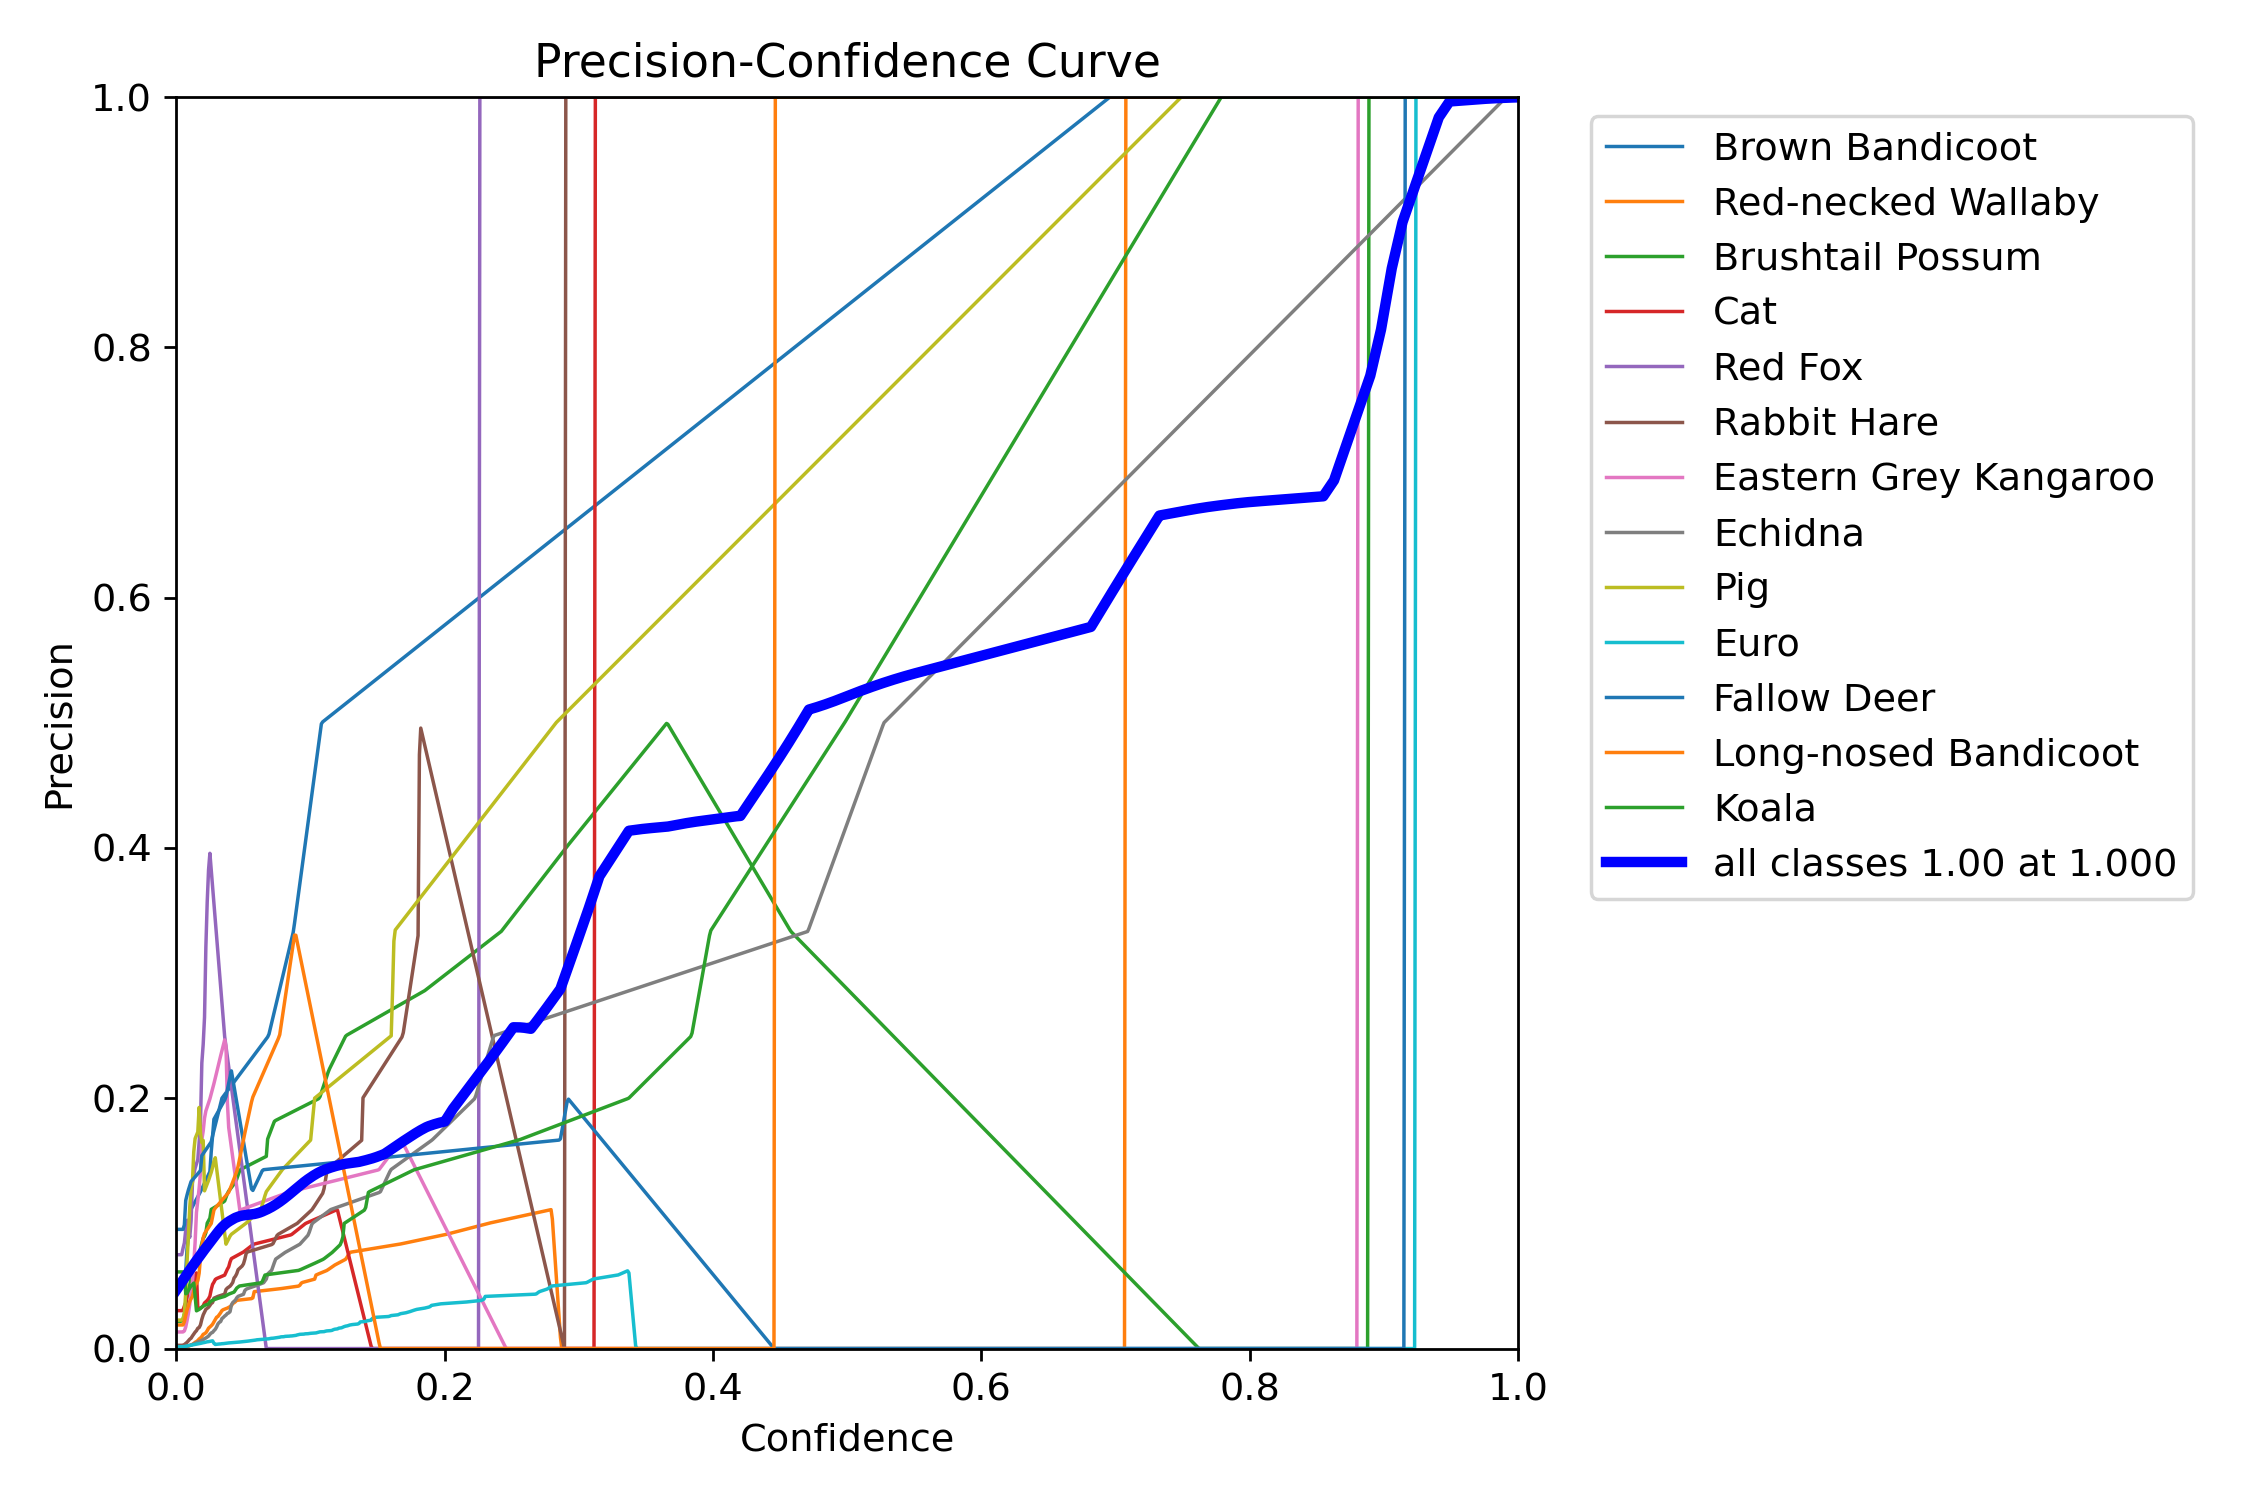 Precision-Confidence Curve
1.0
0.8
0.6
0.4
0.2
0.0
Precision
0.0 0.2 0.4 0.6 0.8 1.0
Confidence
Brown Bandicoot
Red-necked Wallaby
Brushtail Possum
Cat
Red Fox
Rabbit Hare
Eastern Grey Kangaroo
Echidna
Pig
Euro
Fallow Deer
Long-nosed Bandicoot
Koala
all classes 1.00 at 1.000